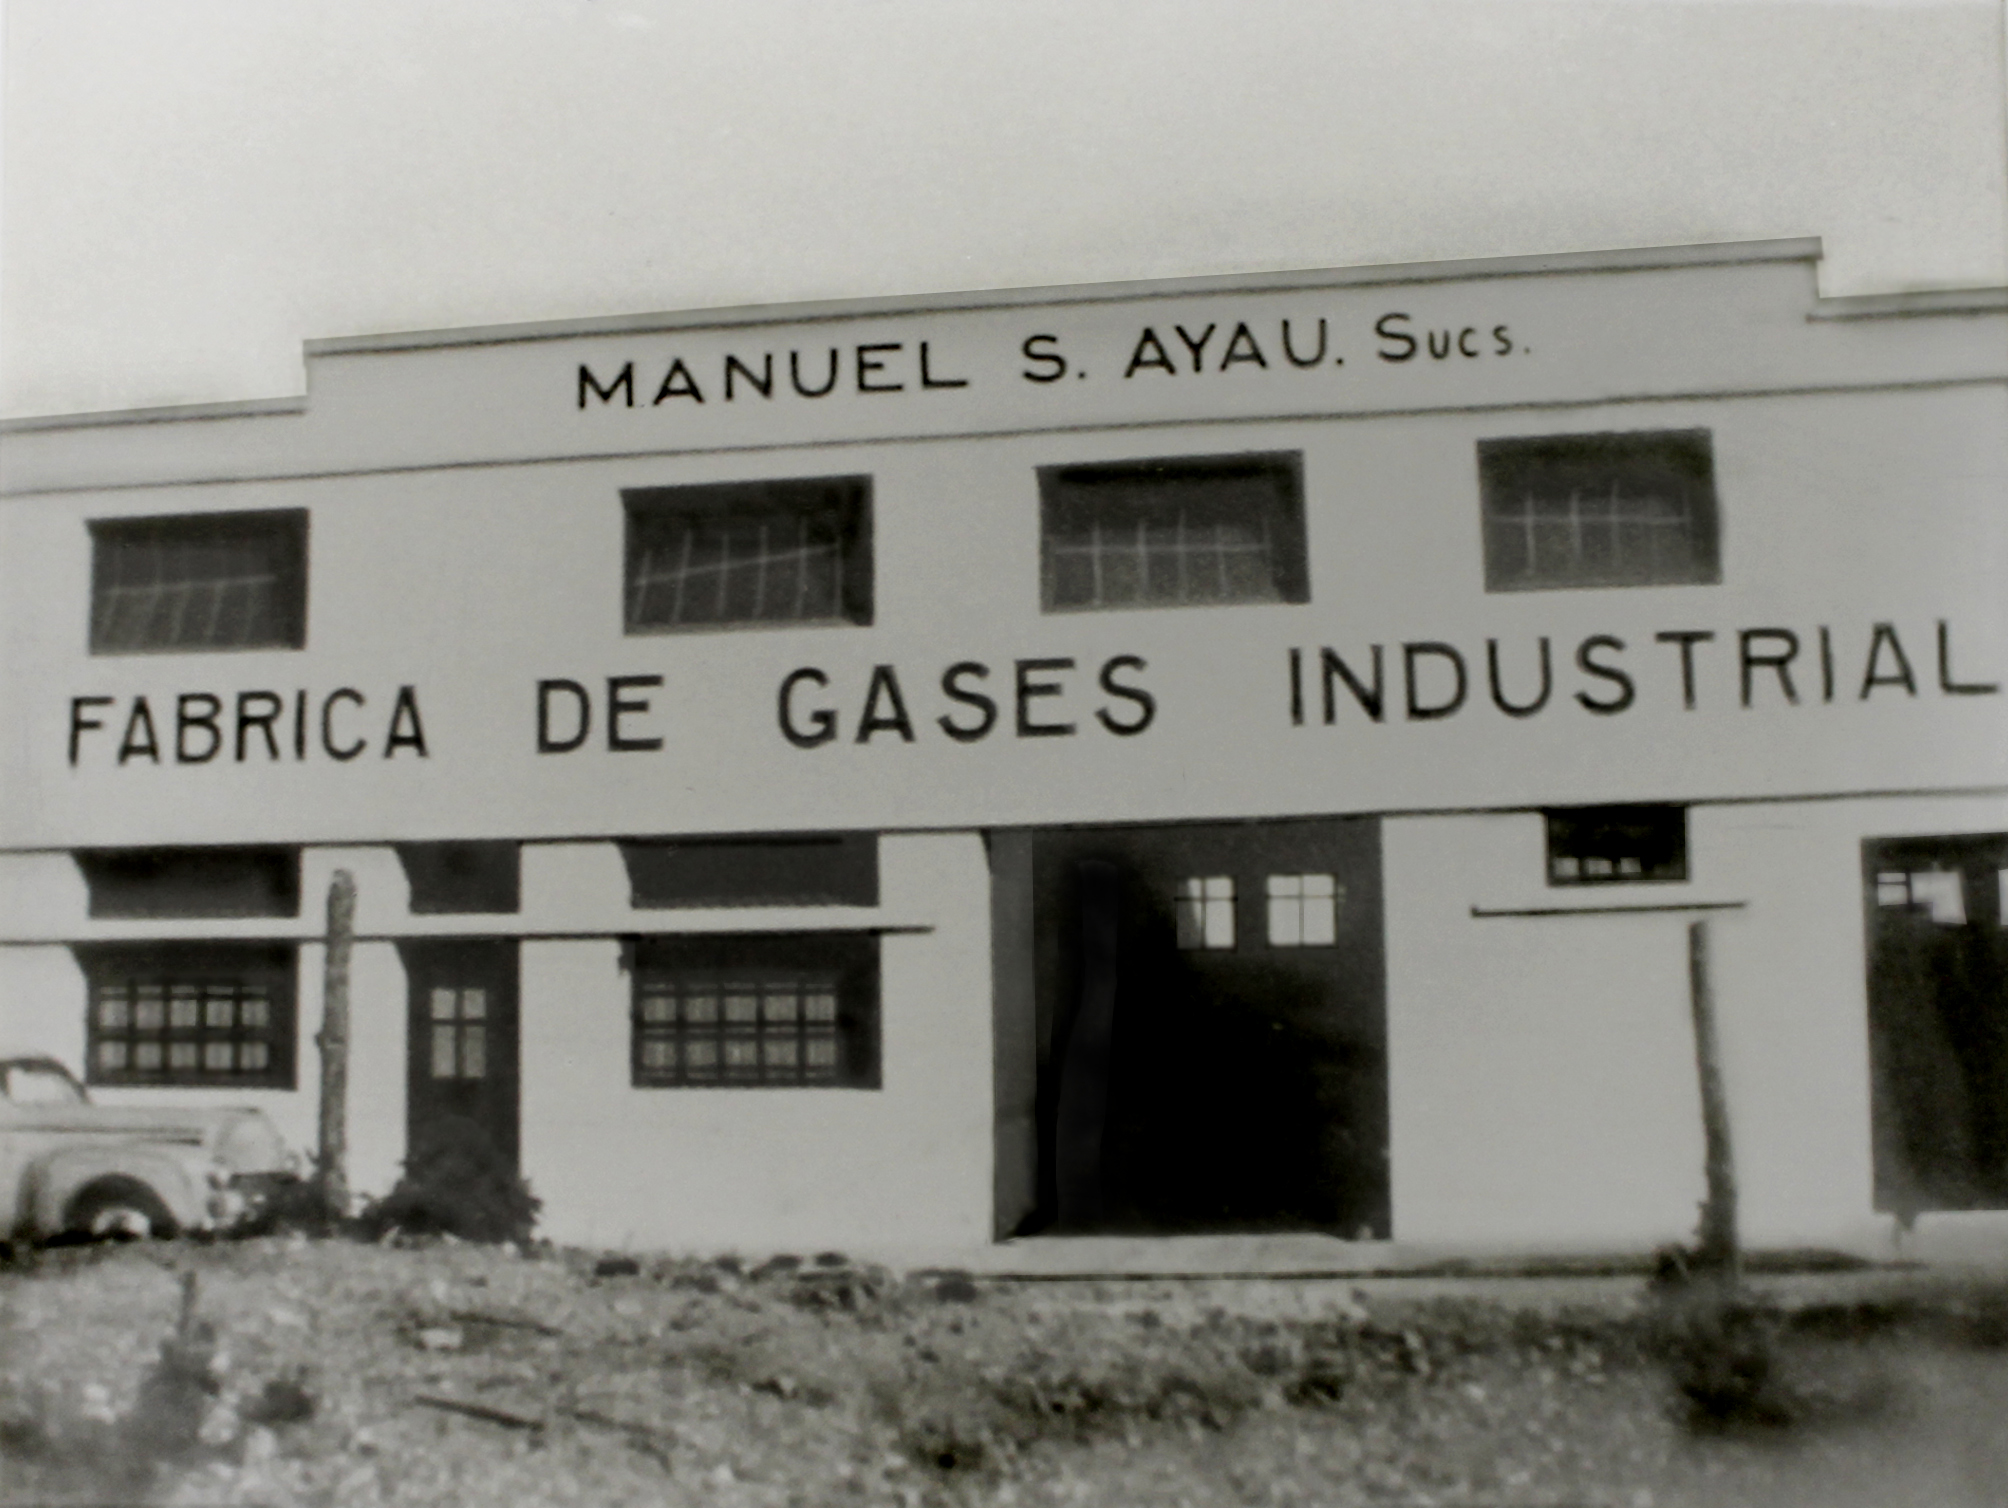 MANUEL S. AYAU. Sucs.
FABRICA DE GASES INDUSTRIAL